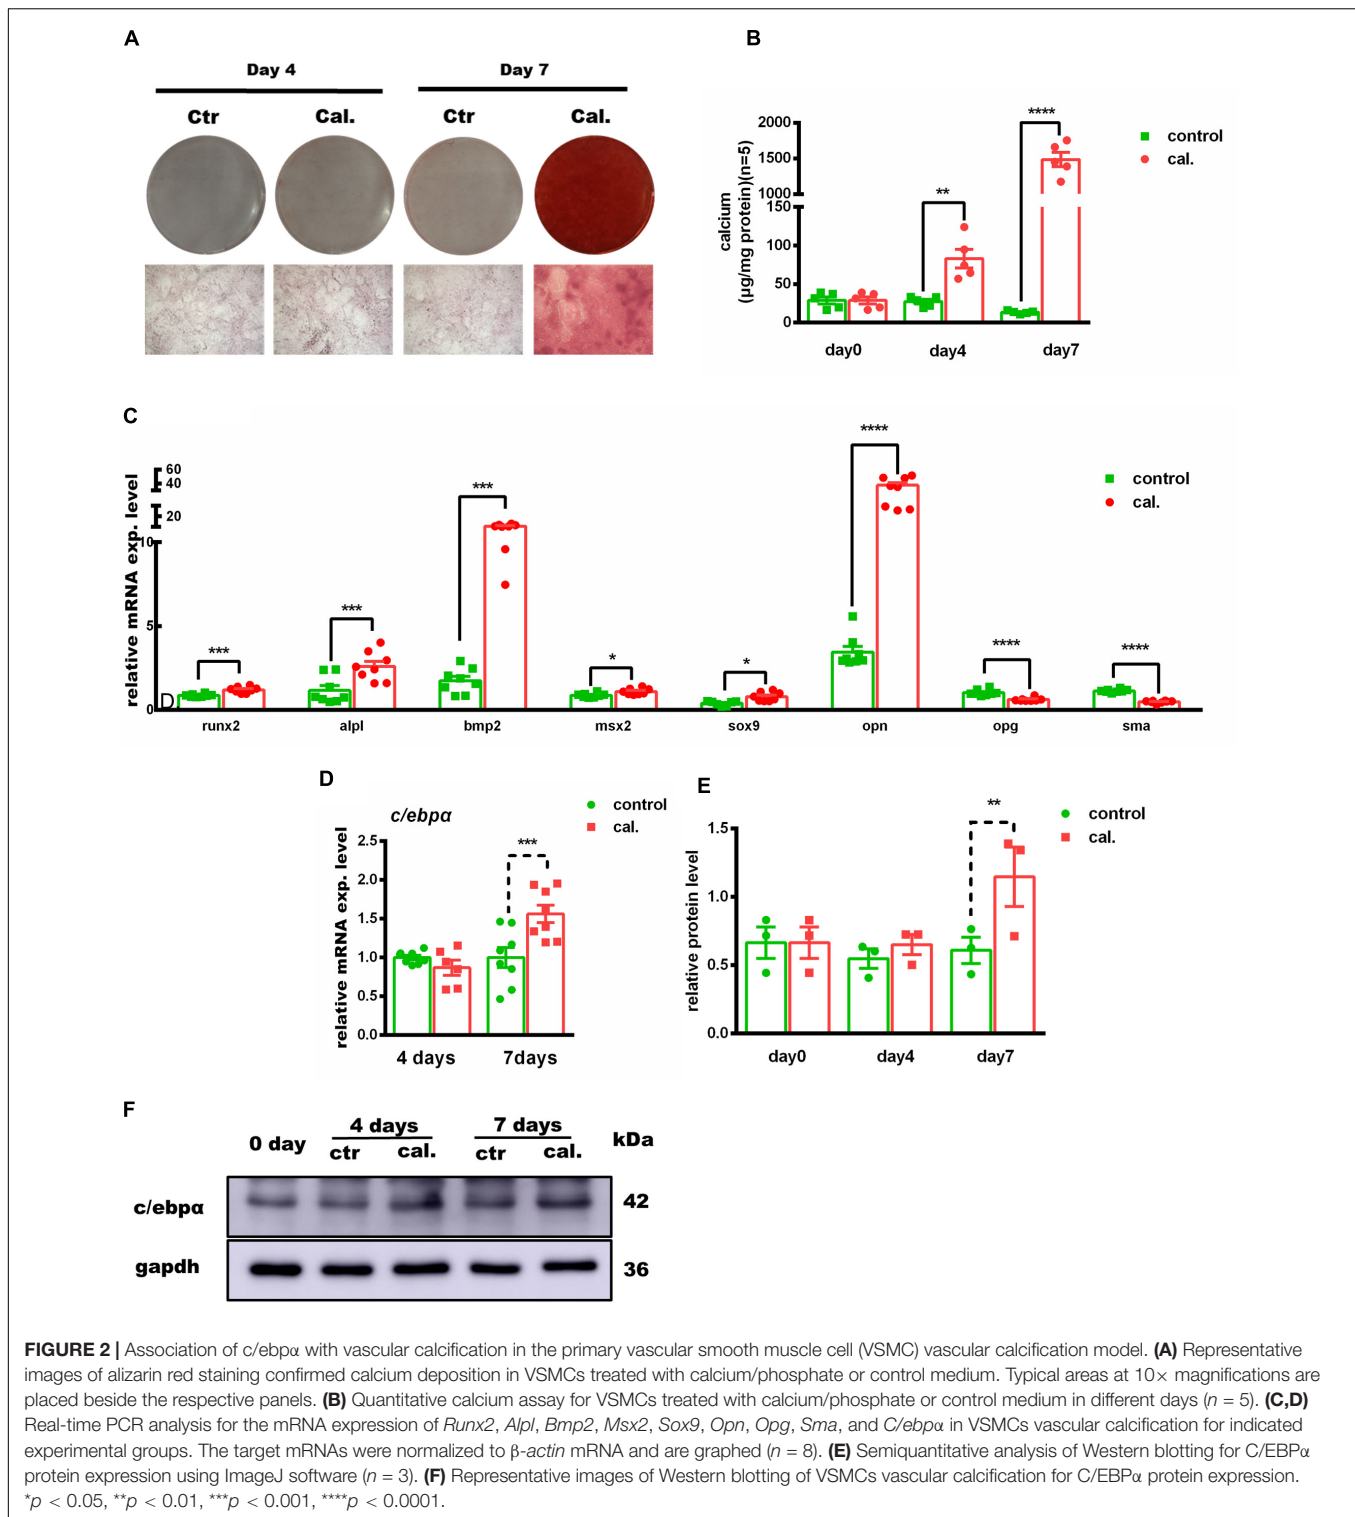 A
Day 4
Day 7
Ctr
Cal.
Ctr
Cal.
B
calcium
(μg/mg protein)(n=5)
2000
1500
1000
150
100
50
0
**
****
day0
day4
day7
control
cal.
C
relative mRNA exp. level
60
40
20
10
5
0
D
***
***
***
*
*
****
****
****
runx2
alpl
bmp2
msx2
sox9
opn
opg
sma
control
cal.
D
c/ebpα
relative mRNA exp. level
2.5
2.0
1.5
1.0
0.5
0.0
***
4 days
7days
control
cal.
E
relative protein level
1.5
1.0
0.5
0.0
**
day0
day4
day7
control
cal.
F
0 day
4 days
7 days
kDa
ctr
cal.
ctr
cal.
c/ebpα
42
gapdh
36
FIGURE 2 | Association of c/ebpα with vascular calcification in the primary vascular smooth muscle cell (VSMC) vascular calcification model. (A) Representative
images of alizarin red staining confirmed calcium deposition in VSMCs treated with calcium/phosphate or control medium. Typical areas at 10× magnifications are
placed beside the respective panels. (B) Quantitative calcium assay for VSMCs treated with calcium/phosphate or control medium in different days (n = 5). (C,D)
Real-time PCR analysis for the mRNA expression of Runx2, Alpl, Bmp2, Msx2, Sox9, Opn, Opg, Sma, and C/ebpα in VSMCs vascular calcification for indicated
experimental groups. The target mRNAs were normalized to β-actin mRNA and are graphed (n = 8). (E) Semiquantitative analysis of Western blotting for C/EBPα
protein expression using ImageJ software (n = 3). (F) Representative images of Western blotting of VSMCs vascular calcification for C/EBPα protein expression.
*p < 0.05, **p < 0.01, ***p < 0.001, ****p < 0.0001.